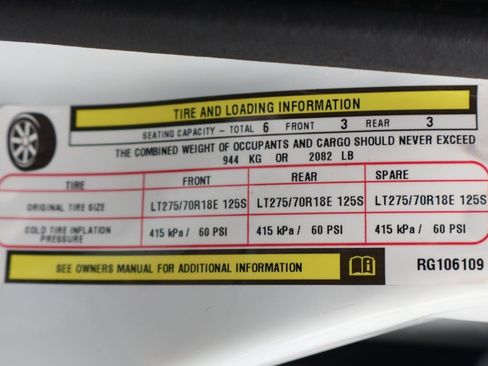 TIRE AND LOADING INFORMATION
SEATING CAPACITY – TOTAL 6 FRONT 3 REAR 3
THE COMBINED WEIGHT OF OCCUPANTS AND CARGO SHOULD NEVER EXCEED
944 KG OR 2082 LB
TIRE FRONT REAR SPARE
ORIGINAL TIRE SIZE LT275/70R18E 125S LT275/70R18E 125S LT275/70R18E 125S
COLD TIRE INFLATION PRESSURE 415 kPa / 60 PSI 415 kPa / 60 PSI 415 kPa / 60 PSI
SEE OWNERS MANUAL FOR ADDITIONAL INFORMATION RG106109